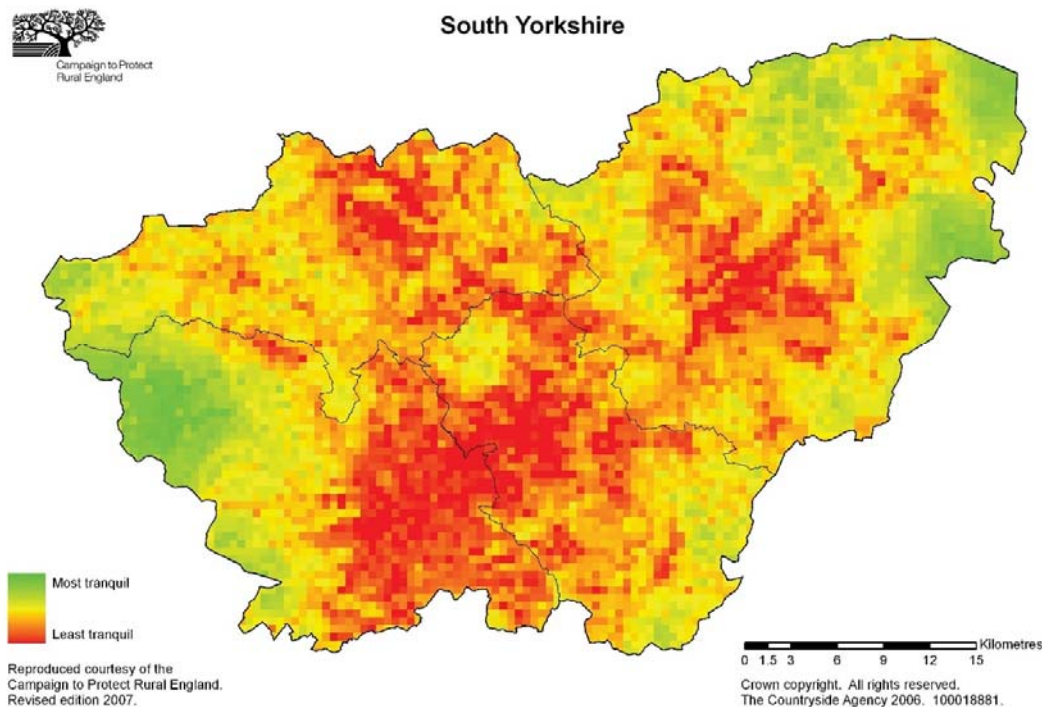 South Yorkshire
Campaign to Protect
Rural England
Most tranquil
Least tranquil
Reproduced courtesy of the
Campaign to Protect Rural England.
Revised edition 2007.
Kilometres
0 1.5 3 6 9 12 15
Crown copyright. All rights reserved.
The Countryside Agency 2006. 100018881.